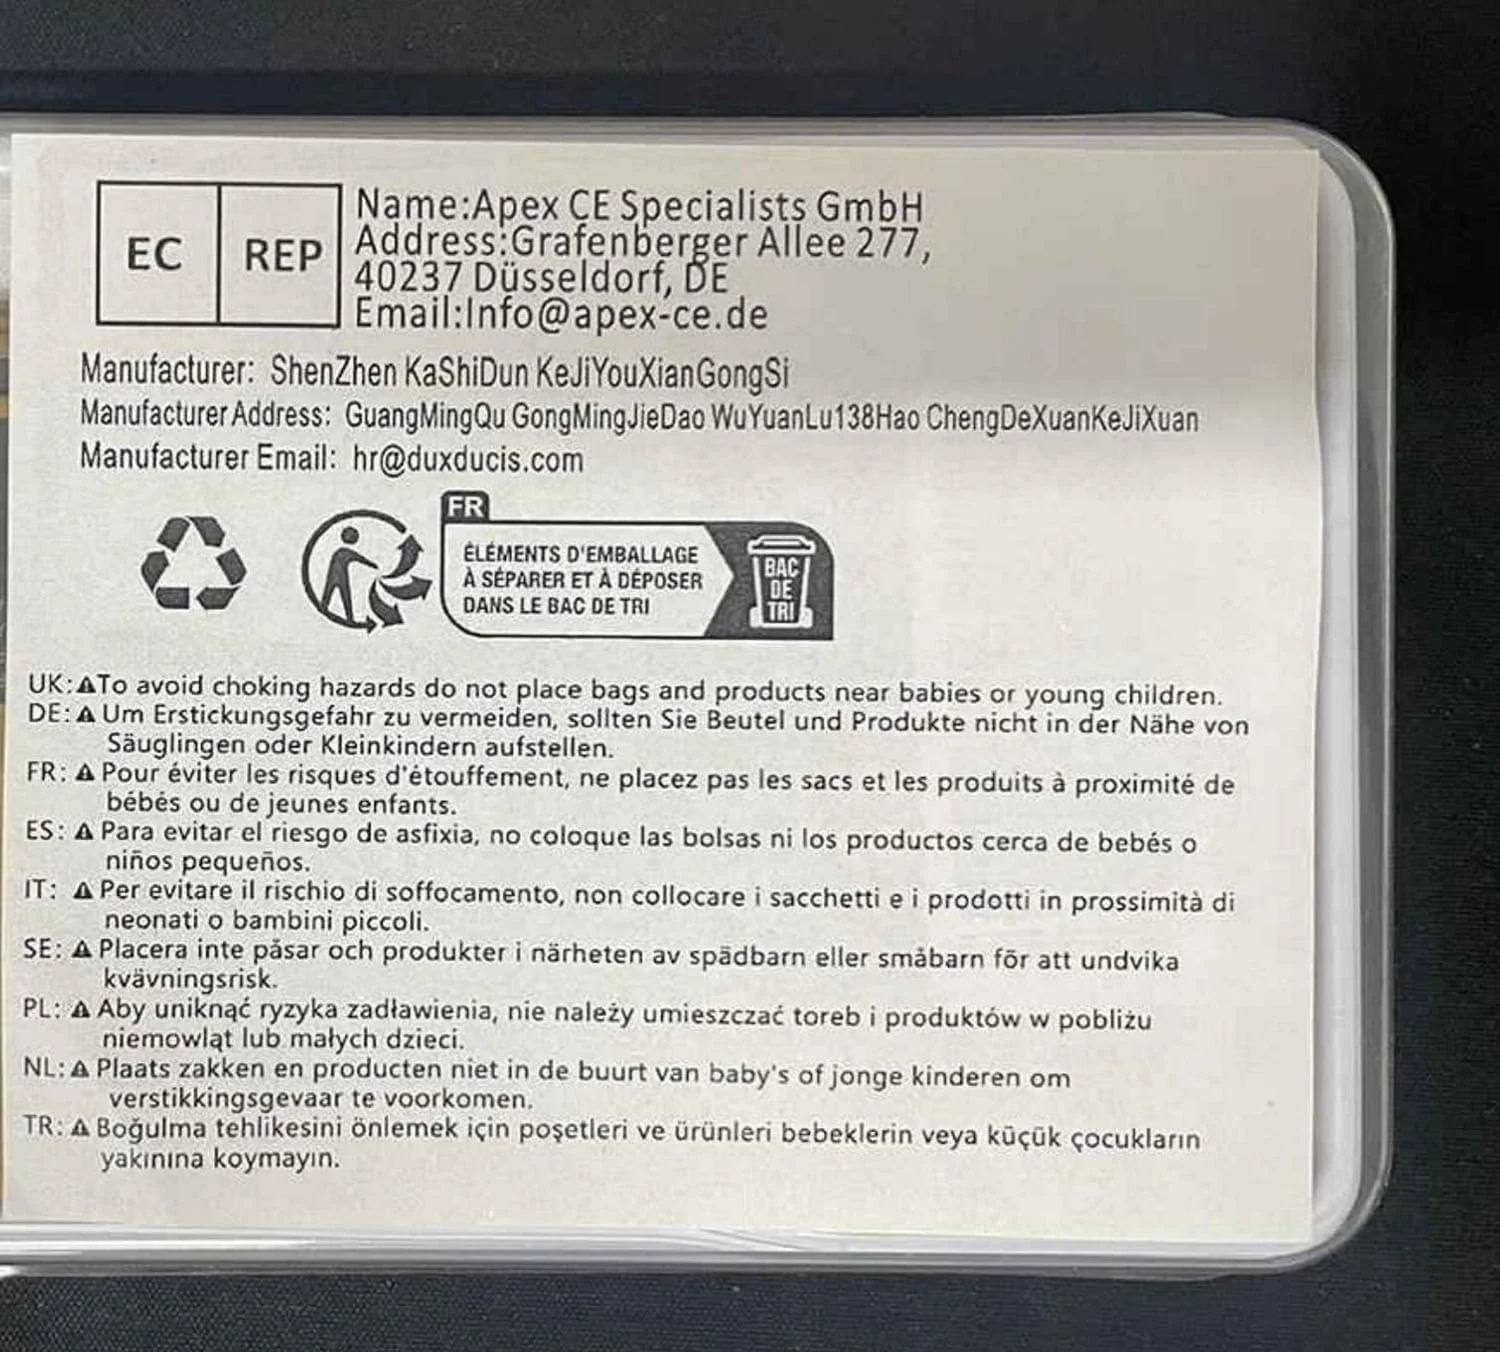 EC REP
Name:Apex CE Specialists GmbH
Address:Grafenberger Allee 277,
40237 Düsseldorf, DE
Email:Info@apex-ce.de
Manufacturer: ShenZhen KaShiDun KeJiYouXianGongSi
Manufacturer Address: GuangMingQu GongMingJieDao WuYuanLu138Hao ChengDeXuanKeJiXuan
Manufacturer Email: hr@duxducis.com
FR
ÉLÉMENTS D'EMBALLAGE
À SÉPARER ET À DÉPOSER
DANS LE BAC DE TRI
BAC
DE
TRI
UK:⚠To avoid choking hazards do not place bags and products near babies or young children.
DE:⚠Um Erstickungsgefahr zu vermeiden, sollten Sie Beutel und Produkte nicht in der Nähe von
Säuglingen oder Kleinkindern aufstellen.
FR:⚠Pour éviter les risques d'étouffement, ne placez pas les sacs et les produits à proximité de
bébés ou de jeunes enfants.
ES:⚠Para evitar el riesgo de asfixia, no coloque las bolsas ni los productos cerca de bebés o
niños pequeños.
IT:⚠Per evitare il rischio di soffocamento, non collocare i sacchetti e i prodotti in prossimità di
neonati o bambini piccoli.
SE:⚠Placera inte påsar och produkter i närheten av spädbarn eller småbarn för att undvika
kvävningsrisk.
PL:⚠Aby uniknąć ryzyka zadławienia, nie należy umieszczać toreb i produktów w pobliżu
niemowląt lub małych dzieci.
NL:⚠Plaats zakken en producten niet in de buurt van baby's of jonge kinderen om
verstikkingsgevaar te voorkomen.
TR:⚠Boğulma tehlikesini önlemek için poşetleri ve ürünleri bebeklerin veya küçük çocukların
yakınına koymayın.